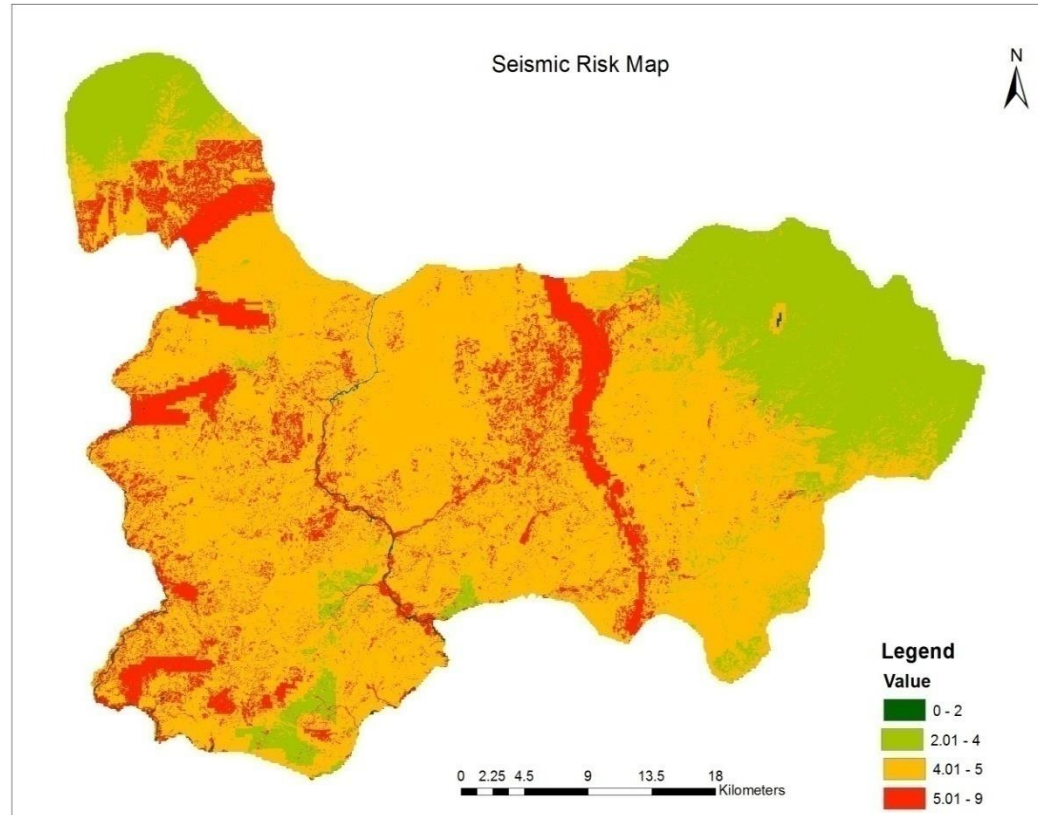 Seismic Risk Map
N
Legend
Value
0 - 2
2.01 - 4
4.01 - 5
5.01 - 9
0 2.25 4.5 9 13.5 18
Kilometers